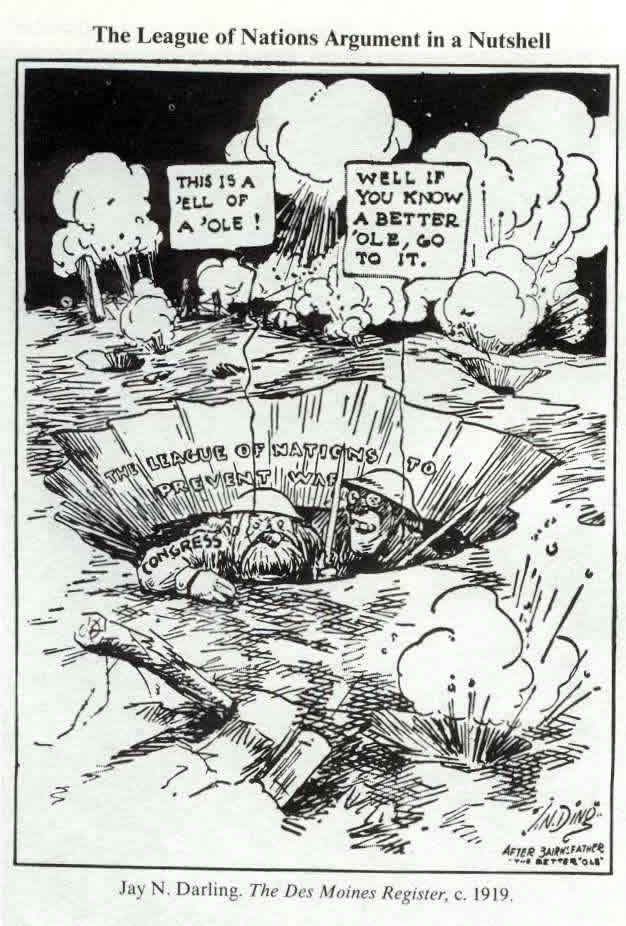 The League of Nations Argument in a Nutshell
THIS IS A
'ELL OF
A 'OLE !
WELL IF
YOU KNOW
A BETTER
'OLE, GO
TO IT.
THE LEAGUE OF NATIONS TO
PREVENT WAR
CONGRESS
"J.N.DING"
AFTER BAIRNSFATHER
"THE BETTER 'OLE"
Jay N. Darling. The Des Moines Register, c. 1919.